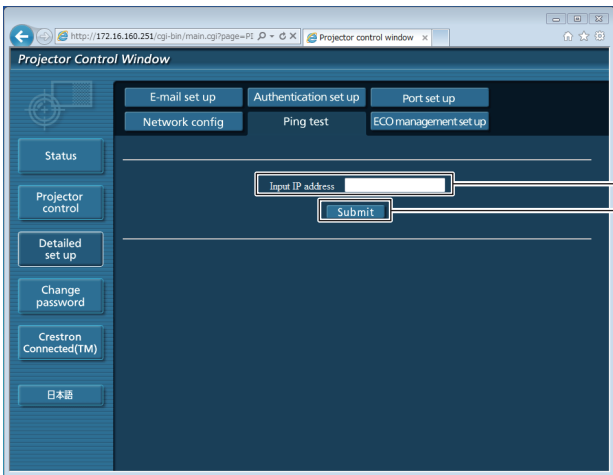 http://172.16.160.251/cgi-bin/main.cgi?page=PI
Projector control window
Projector Control Window
E-mail set up
Authentication set up
Port set up
Network config
Ping test
ECO management set up
Status
Projector
control
Detailed
set up
Change
password
Crestron
Connected(TM)
日本語
Input IP address
Submit